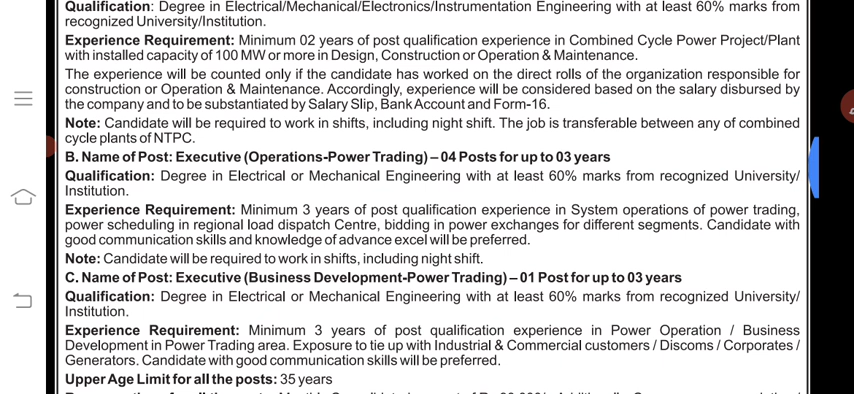 Qualification: Degree in Electrical/Mechanical/Electronics/Instrumentation Engineering with at least 60% marks from
recognized University/Institution.
Experience Requirement: Minimum 02 years of post qualification experience in Combined Cycle Power Project/Plant
with installed capacity of 100 MW or more in Design, Construction or Operation & Maintenance.
The experience will be counted only if the candidate has worked on the direct rolls of the organization responsible for
construction or Operation & Maintenance. Accordingly, experience will be considered based on the salary disbursed by
the company and to be substantiated by Salary Slip, Bank Account and Form-16.
Note: Candidate will be required to work in shifts, including night shift. The job is transferable between any of combined
cycle plants of NTPC.
B. Name of Post: Executive (Operations-Power Trading) – 04 Posts for up to 03 years
Qualification: Degree in Electrical or Mechanical Engineering with at least 60% marks from recognized University/
Institution.
Experience Requirement: Minimum 3 years of post qualification experience in System operations of power trading,
power scheduling in regional load dispatch Centre, bidding in power exchanges for different segments. Candidate with
good communication skills and knowledge of advance excel will be preferred.
Note: Candidate will be required to work in shifts, including night shift.
C. Name of Post: Executive (Business Development-Power Trading) – 01 Post for up to 03 years
Qualification: Degree in Electrical or Mechanical Engineering with at least 60% marks from recognized University/
Institution.
Experience Requirement: Minimum 3 years of post qualification experience in Power Operation / Business
Development in Power Trading area. Exposure to tie up with Industrial & Commercial customers / Discoms / Corporates /
Generators. Candidate with good communication skills will be preferred.
Upper Age Limit for all the posts: 35 years